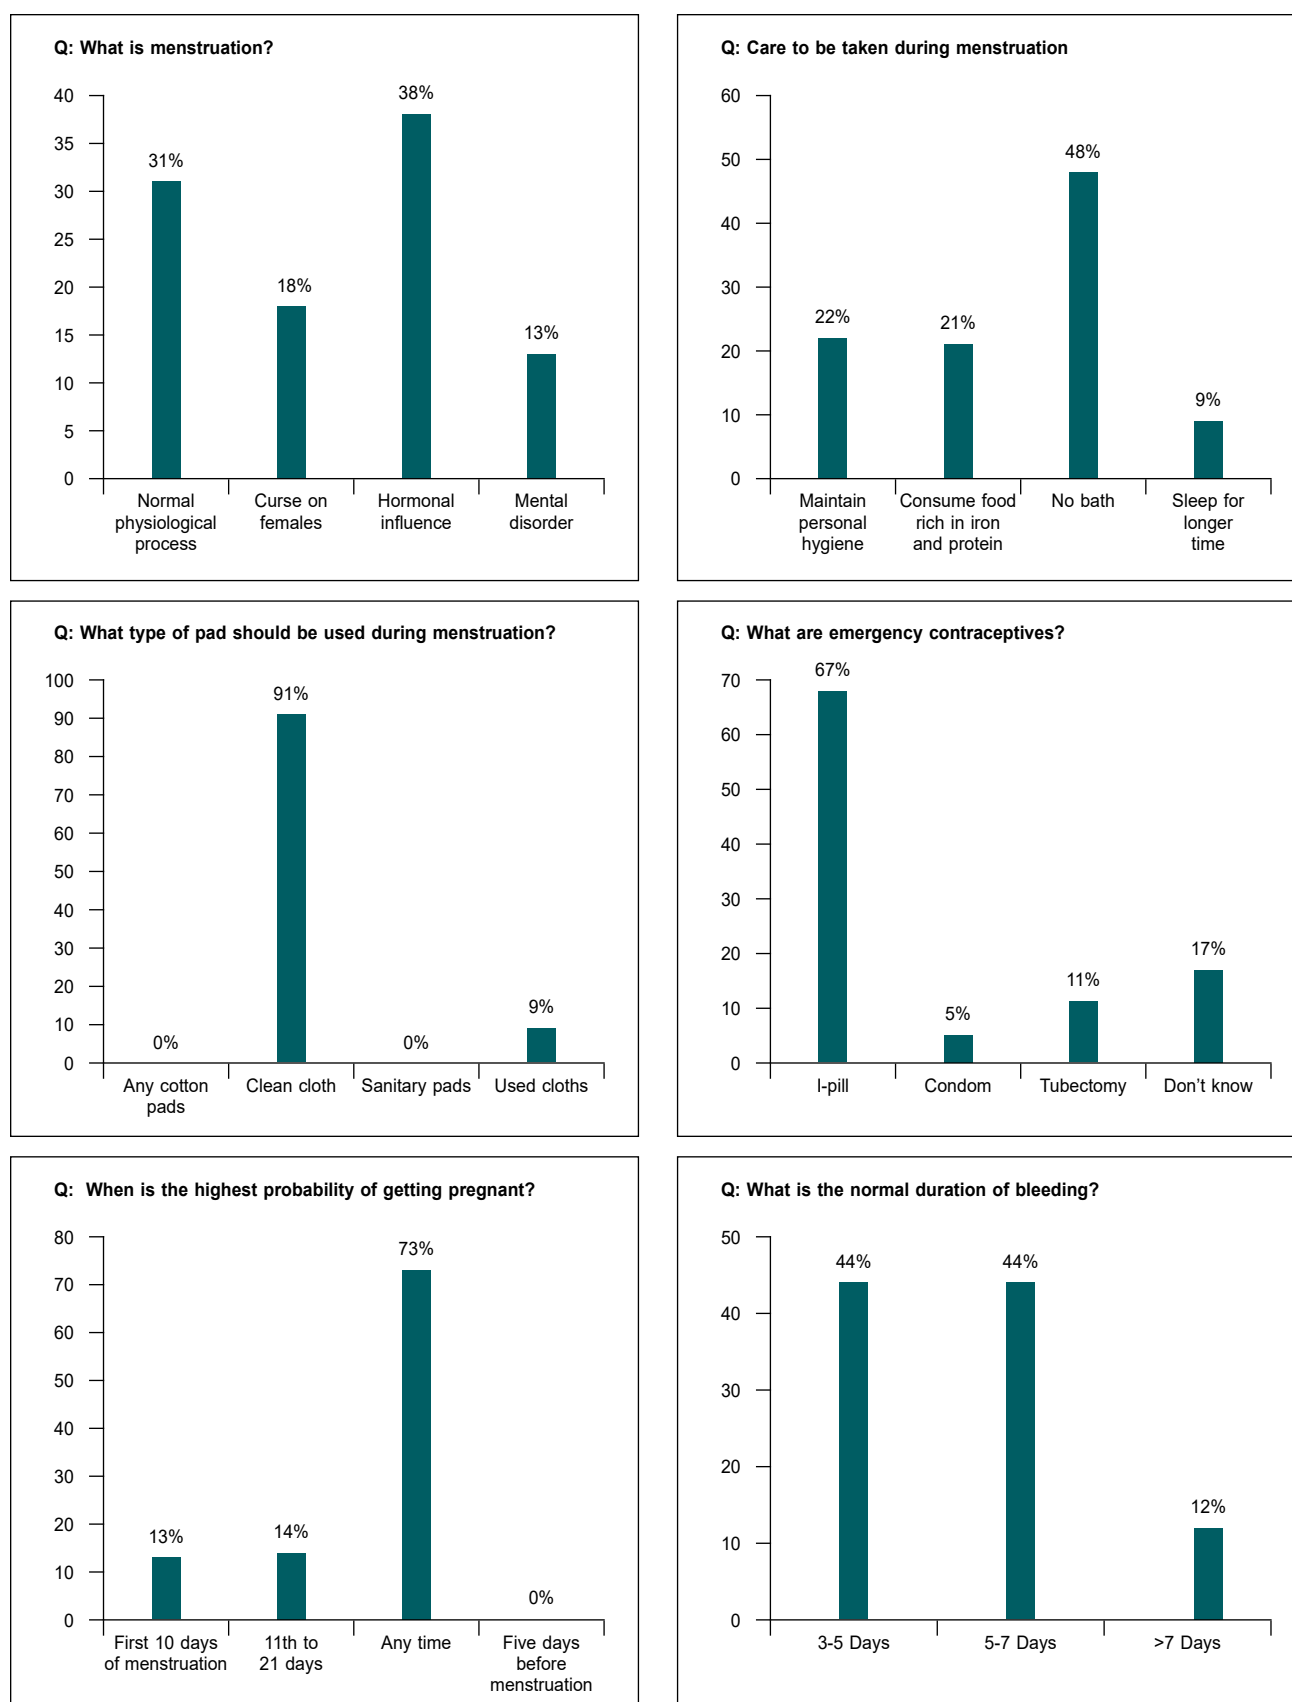 Q: What is menstruation?
40
35
30
25
20
15
10
5
0
31%
18%
38%
13%
Normal
physiological
process
Curse on
females
Hormonal
influence
Mental
disorder
Q: Care to be taken during menstruation
60
50
40
30
20
10
0
22%
21%
48%
9%
Maintain
personal
hygiene
Consume food
rich in iron
and protein
No bath
Sleep for
longer
time
Q: What type of pad should be used during menstruation?
100
90
80
70
60
50
40
30
20
10
0
0%
91%
0%
9%
Any cotton
pads
Clean cloth
Sanitary pads
Used cloths
Q: What are emergency contraceptives?
70
60
50
40
30
20
10
0
67%
5%
11%
17%
I-pill
Condom
Tubectomy
Don’t know
Q: When is the highest probability of getting pregnant?
80
70
60
50
40
30
20
10
0
13%
14%
73%
0%
First 10 days
of menstruation
11th to
21 days
Any time
Five days
before
menstruation
Q: What is the normal duration of bleeding?
50
40
30
20
10
0
44%
44%
12%
3-5 Days
5-7 Days
>7 Days